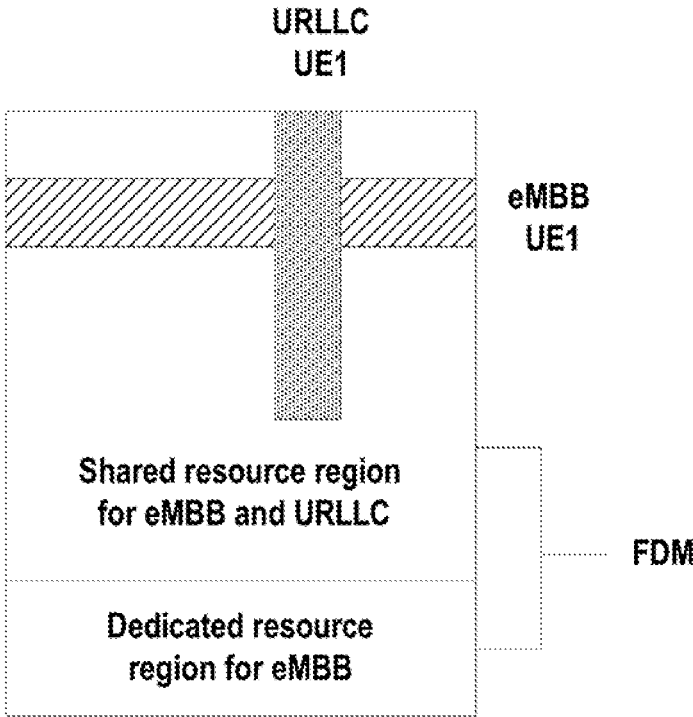 URLLC
UE1
eMBB
UE1
Shared resource region
for eMBB and URLLC
FDM
Dedicated resource
region for eMBB